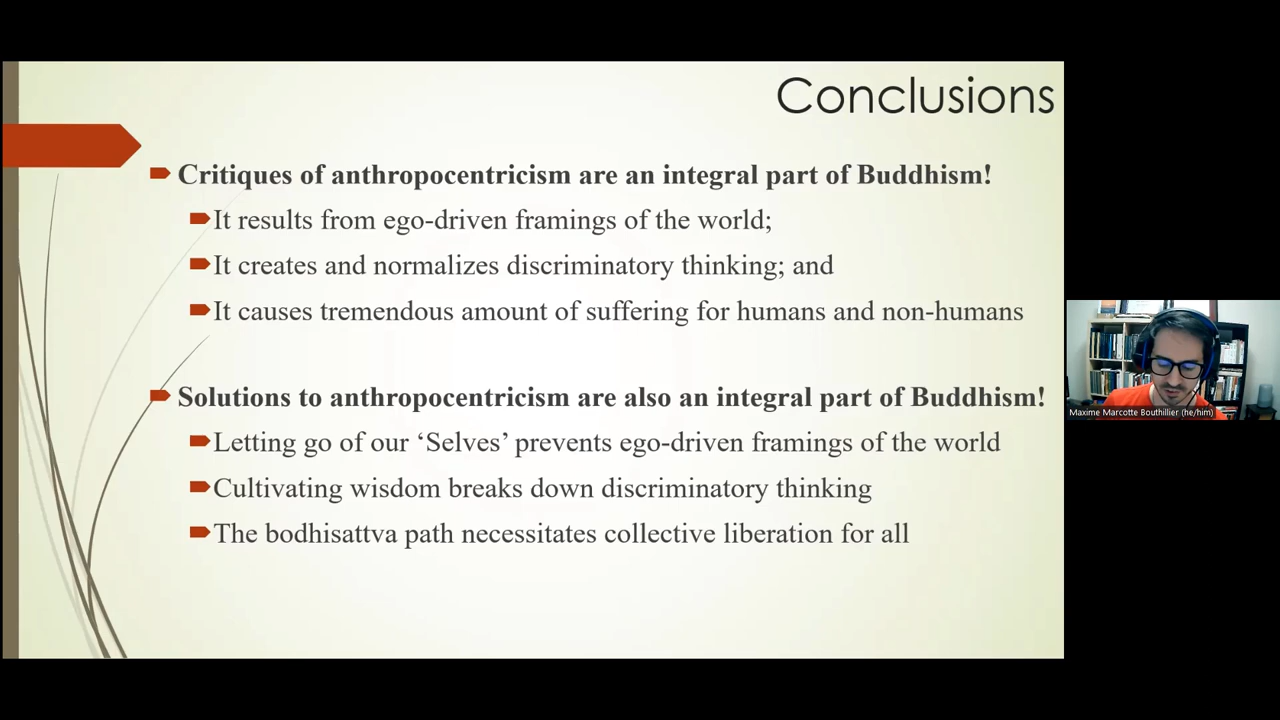 Conclusions
Critiques of anthropocentricism are an integral part of Buddhism!
It results from ego-driven framings of the world;
It creates and normalizes discriminatory thinking; and
It causes tremendous amount of suffering for humans and non-humans
Solutions to anthropocentricism are also an integral part of Buddhism!
Letting go of our ‘Selves’ prevents ego-driven framings of the world
Cultivating wisdom breaks down discriminatory thinking
The bodhisattva path necessitates collective liberation for all
Maxime Marcotte Bouthillier (he/him)